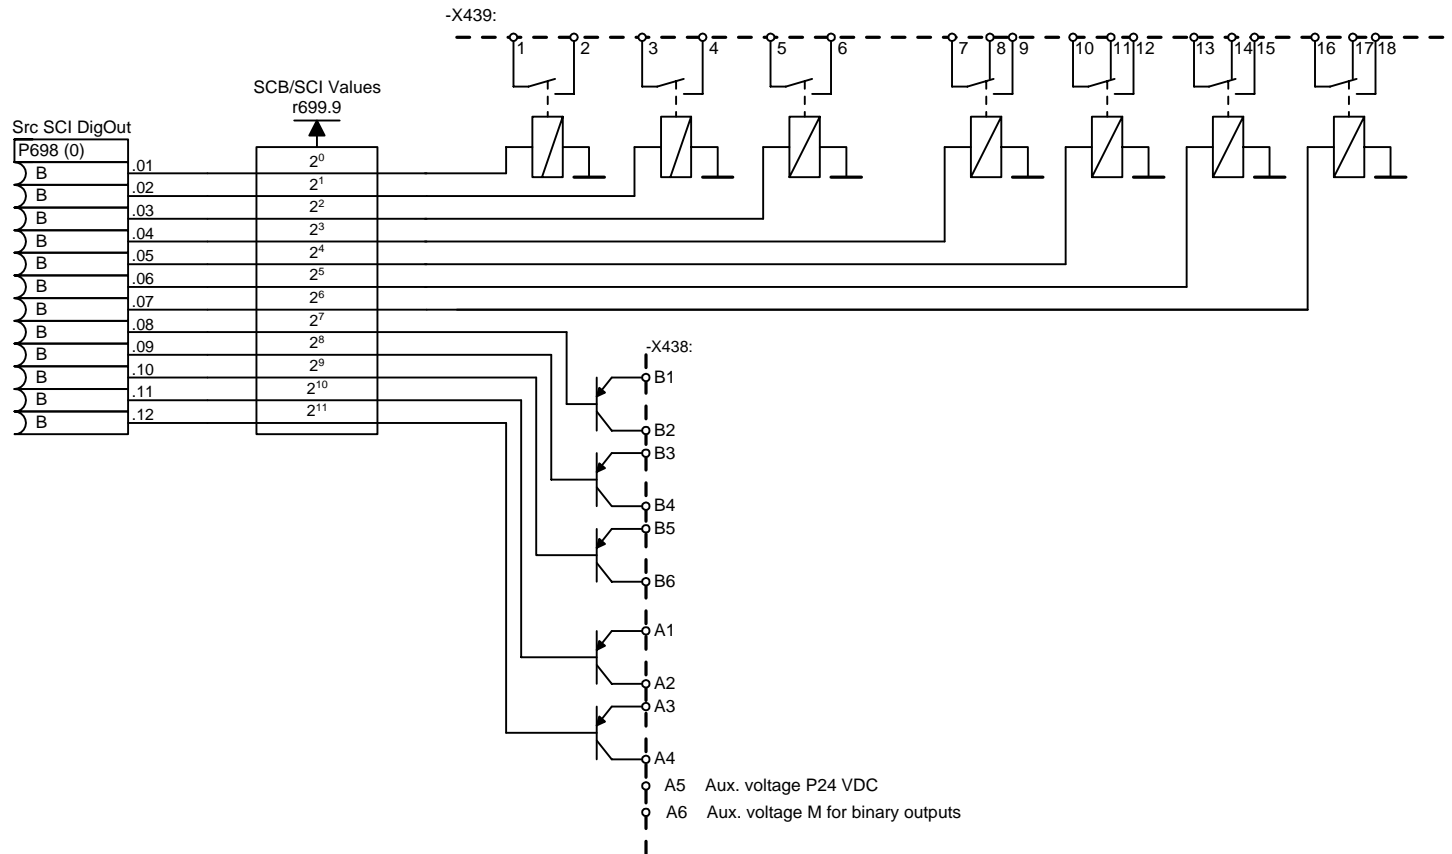 -X439:
1 2 3 4 5 6 7 8 9 10 11 12 13 14 15 16 17 18
SCB/SCI Values
r699.9
Src SCI DigOut
P698 (0)
B .01 2⁰
B .02 2¹
B .03 2²
B .04 2³
B .05 2⁴
B .06 2⁵
B .07 2⁶
B .08 2⁷
B .09 2⁸
B .10 2⁹
B .11 2¹⁰
B .12 2¹¹
-X438:
B1
B2
B3
B4
B5
B6
A1
A2
A3
A4
A5 Aux. voltage P24 VDC
A6 Aux. voltage M for binary outputs